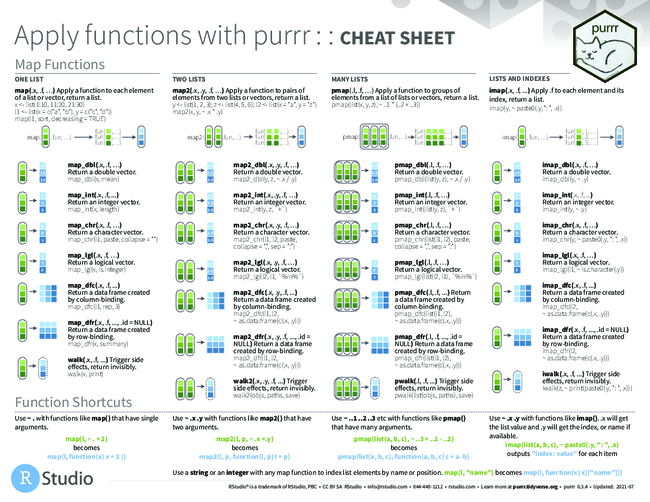 Apply functions with purrr : : CHEAT SHEET
purrr
Map Functions
ONE LIST
map(.x, .f, …) Apply a function to each element
of a list or vector, return a list.
x <- list(1:10, 11:20, 21:30)
l1 <- list(x = c("a", "b"), y = c("c", "d"))
map(l1, sort, decreasing = TRUE)
map( , fun, …)
fun( ,…)
fun( ,…)
fun( ,…)
map_dbl(.x, .f, …)
Return a double vector.
map_dbl(x, mean)
map_int(.x, .f, …)
Return an integer vector.
map_int(x, length)
map_chr(.x, .f, …)
Return a character vector.
map_chr(l1, paste, collapse = "")
map_lgl(.x, .f, …)
Return a logical vector.
map_lgl(x, is.integer)
map_dfc(.x, .f, …)
Return a data frame created
by column-binding.
map_dfc(l1, rep, 3)
map_dfr(.x, .f, …, .id = NULL)
Return a data frame created
by row-binding.
map_dfr(x, summary)
walk(.x, .f, …) Trigger side
effects, return invisibly.
walk(x, print)
TWO LISTS
map2(.x, .y, .f, …) Apply a function to pairs of
elements from two lists or vectors, return a list.
y <- list(1, 2, 3); z <- list(4, 5, 6); l2 <- list(x = "a", y = "z")
map2(x, y, ~ .x * .y)
map2( , fun, …)
fun( , ,…)
fun( , ,…)
fun( , ,…)
map2_dbl(.x, .y, .f, …)
Return a double vector.
map2_dbl(y, z, ~ .x / .y)
map2_int(.x, .y, .f, …)
Return an integer vector.
map2_int(y, z, `+`)
map2_chr(.x, .y, .f, …)
Return a character vector.
map2_chr(l1, l2, paste,
collapse = ",", sep = ":")
map2_lgl(.x, .y, .f, …)
Return a logical vector.
map2_lgl(l2, l1, `%in%`)
map2_dfc(.x, .y, .f, …)
Return a data frame created
by column-binding.
map2_dfc(l1, l2,
~ as.data.frame(c(.x, .y)))
map2_dfr(.x, .y, .f, …, .id =
NULL) Return a data frame
created by row-binding.
map2_dfr(l1, l2,
~ as.data.frame(c(.x, .y)))
walk2(.x, .y, .f, …) Trigger
side effects, return invisibly.
walk2(objs, paths, save)
MANY LISTS
pmap(.l, .f, …) Apply a function to groups of
elements from a list of lists or vectors, return a list.
pmap(list(x, y, z), ~ ..1 * (..2 + ..3))
pmap( , fun, …)
fun( ,…)
fun( ,…)
fun( ,…)
pmap_dbl(.l, .f, …)
Return a double vector.
pmap_dbl(list(y, z), ~ .x / .y)
pmap_int(.l, .f, …)
Return an integer vector.
pmap_int(list(y, z), `+`)
pmap_chr(.l, .f, …)
Return a character vector.
pmap_chr(list(l1, l2), paste,
collapse = ",", sep = ":")
pmap_lgl(.l, .f, …)
Return a logical vector.
pmap_lgl(list(l2, l1), `%in%`)
pmap_dfc(.l, .f, …) Return a
data frame created by
column-binding.
pmap_dfc(list(l1, l2),
~ as.data.frame(c(.x, .y)))
pmap_dfr(.l, .f, …, .id =
NULL) Return a data frame
created by row-binding.
pmap_dfr(list(l1, l2),
~ as.data.frame(c(.x, .y)))
pwalk(.l, .f, …) Trigger side
effects, return invisibly.
pwalk(list(objs, paths), save)
LISTS AND INDEXES
imap(.x, .f, …) Apply .f to each element and its
index, return a list.
imap(y, ~ paste0(.y, ": ", .x))
imap( , fun, …)
fun( , ,…)
fun( , ,…)
fun( , ,…)
imap_dbl(.x, .f, …)
Return a double vector.
imap_dbl(y, ~ .y)
imap_int(.x, .f, …)
Return an integer vector.
imap_int(y, ~ .y)
imap_chr(.x, .f, …)
Return a character vector.
imap_chr(y, ~ paste0(.y, ": ", .x))
imap_lgl(.x, .f, …)
Return a logical vector.
imap_lgl(l1, ~ is.character(.y))
imap_dfc(.x, .f, …)
Return a data frame created
by column-binding.
imap_dfc(l2,
~ as.data.frame(c(.x, .y)))
imap_dfr(.x, .f, …, .id = NULL)
Return a data frame created
by row-binding.
imap_dfr(l2,
~ as.data.frame(c(.x, .y)))
iwalk(.x, .f, …) Trigger side
effects, return invisibly.
iwalk(z, ~ print(paste0(.y, ": ", .x)))
Function Shortcuts
Use ~ . with functions like map() that have single
arguments.
map(l, ~ . + 2)
becomes
map(l, function(x) x + 2 ))
Use ~ .x .y with functions like map2() that have
two arguments.
map2(l, p, ~ .x + .y)
becomes
map2(l, p, function(l, p) l + p)
Use ~ ..1 ..2 ..3 etc with functions like pmap()
that have many arguments.
pmap(list(a, b, c), ~ ..3 + ..1 - ..2)
becomes
pmap(list(a, b, c), function(a, b, c) c + a -b)
Use ~ .x .y with functions like imap(). .x will get
the list value and .y will get the index, or name if
available.
imap(list(a, b, c), ~ paste0(.y, ": ", .x)
outputs "index: value" for each item
Use a string or an integer with any map function to index list elements by name or position. map(l, "name") becomes map(l, function(x) x[["name"]])
R Studio
RStudio® is a trademark of RStudio, PBC • CC BY SA RStudio • info@rstudio.com • 844-448-1212 • rstudio.com • Learn more at purrr.tidyverse.org • purrr 0.3.4 • Updated: 2021-07